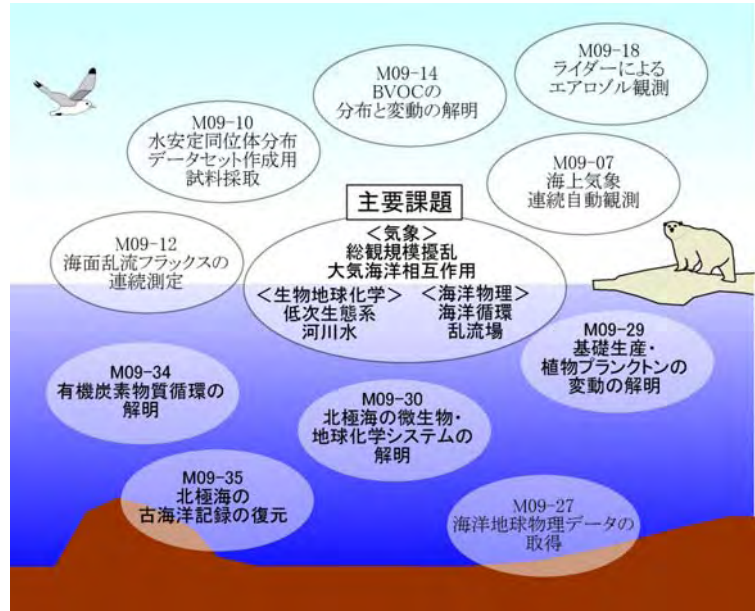 M09-18
ライダーによる
エアロゾル観測
M09-14
BVOCの
分布と変動の解明
M09-10
水安定同位体分布
データセット作成用
試料採取
M09-07
海上気象
連続自動観測
主要課題
＜気象＞
総観規模擾乱
大気海洋相互作用
＜生物地球化学＞
低次生態系
河川水
＜海洋物理＞
海洋循環
乱流場
M09-12
海面乱流フラックスの
連続測定
M09-29
基礎生産・
植物プランクトンの
変動の解明
M09-34
有機炭素物質循環の
解明
M09-30
北極海の微生物・
地球化学システムの
解明
M09-35
北極海の
古海洋記録の復元
M09-27
海洋地球物理データの
取得